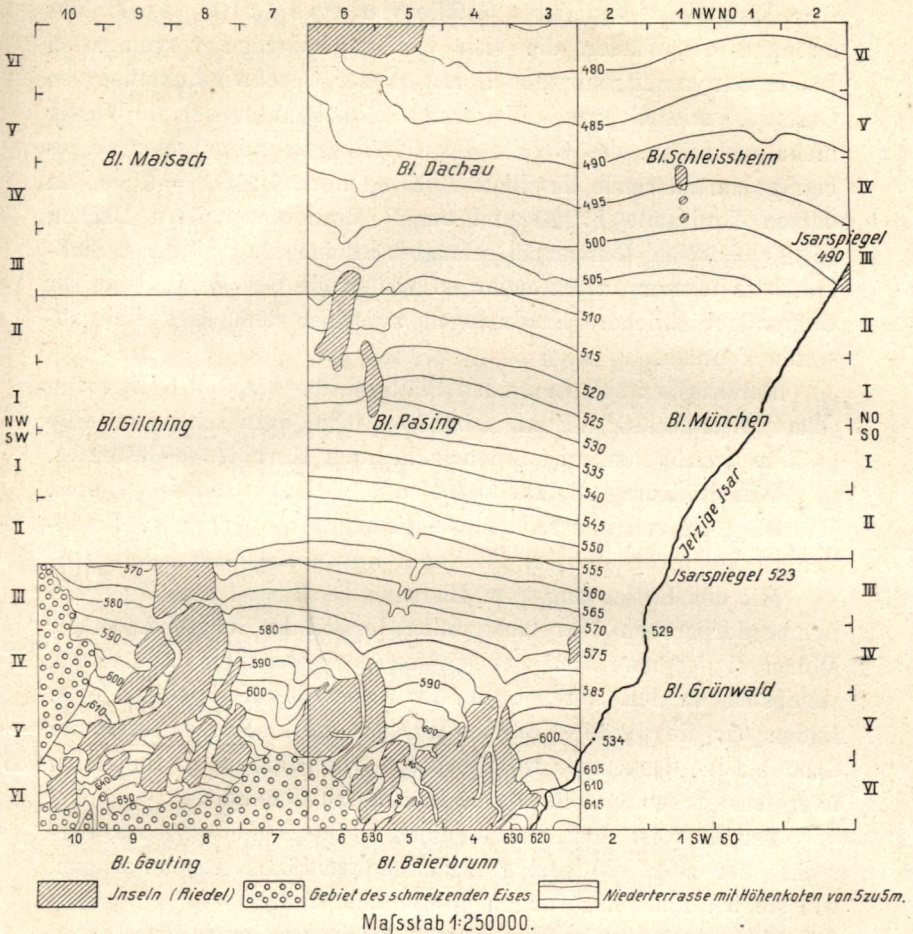 10 9 8 7 6 5 4 3 2 1 NWNO 1 2
VI VI
480
V V
485
490
Bl. Maisach Bl. Dachau Bl. Schleissheim
IV IV
495
500
Jsarspiegel
490
III III
505
510
II II
515
520
I I
525
NW NO
SW SO
Bl. Gilching Bl. Pasing Bl. München
530
I I
535
540
Jetzige Jsar
II II
545
550
555
570
Jsarspiegel 523
560
III III
580
565
580 570 529
590
575
IV IV
590
600 590 585
Bl. Grünwald
600
610
V V
600 600 534
605
610
640
VI VI
650 615
10 9 8 7 6 630 5 4 630 3 620 2 1 SW SO
Bl. Gauting Bl. Baierbrunn
Jnseln (Riedel) Gebiet des schmelzenden Eises Niederterrasse mit Höhenkoten von 5 zu 5 m.
Maſsstab 1:250000.